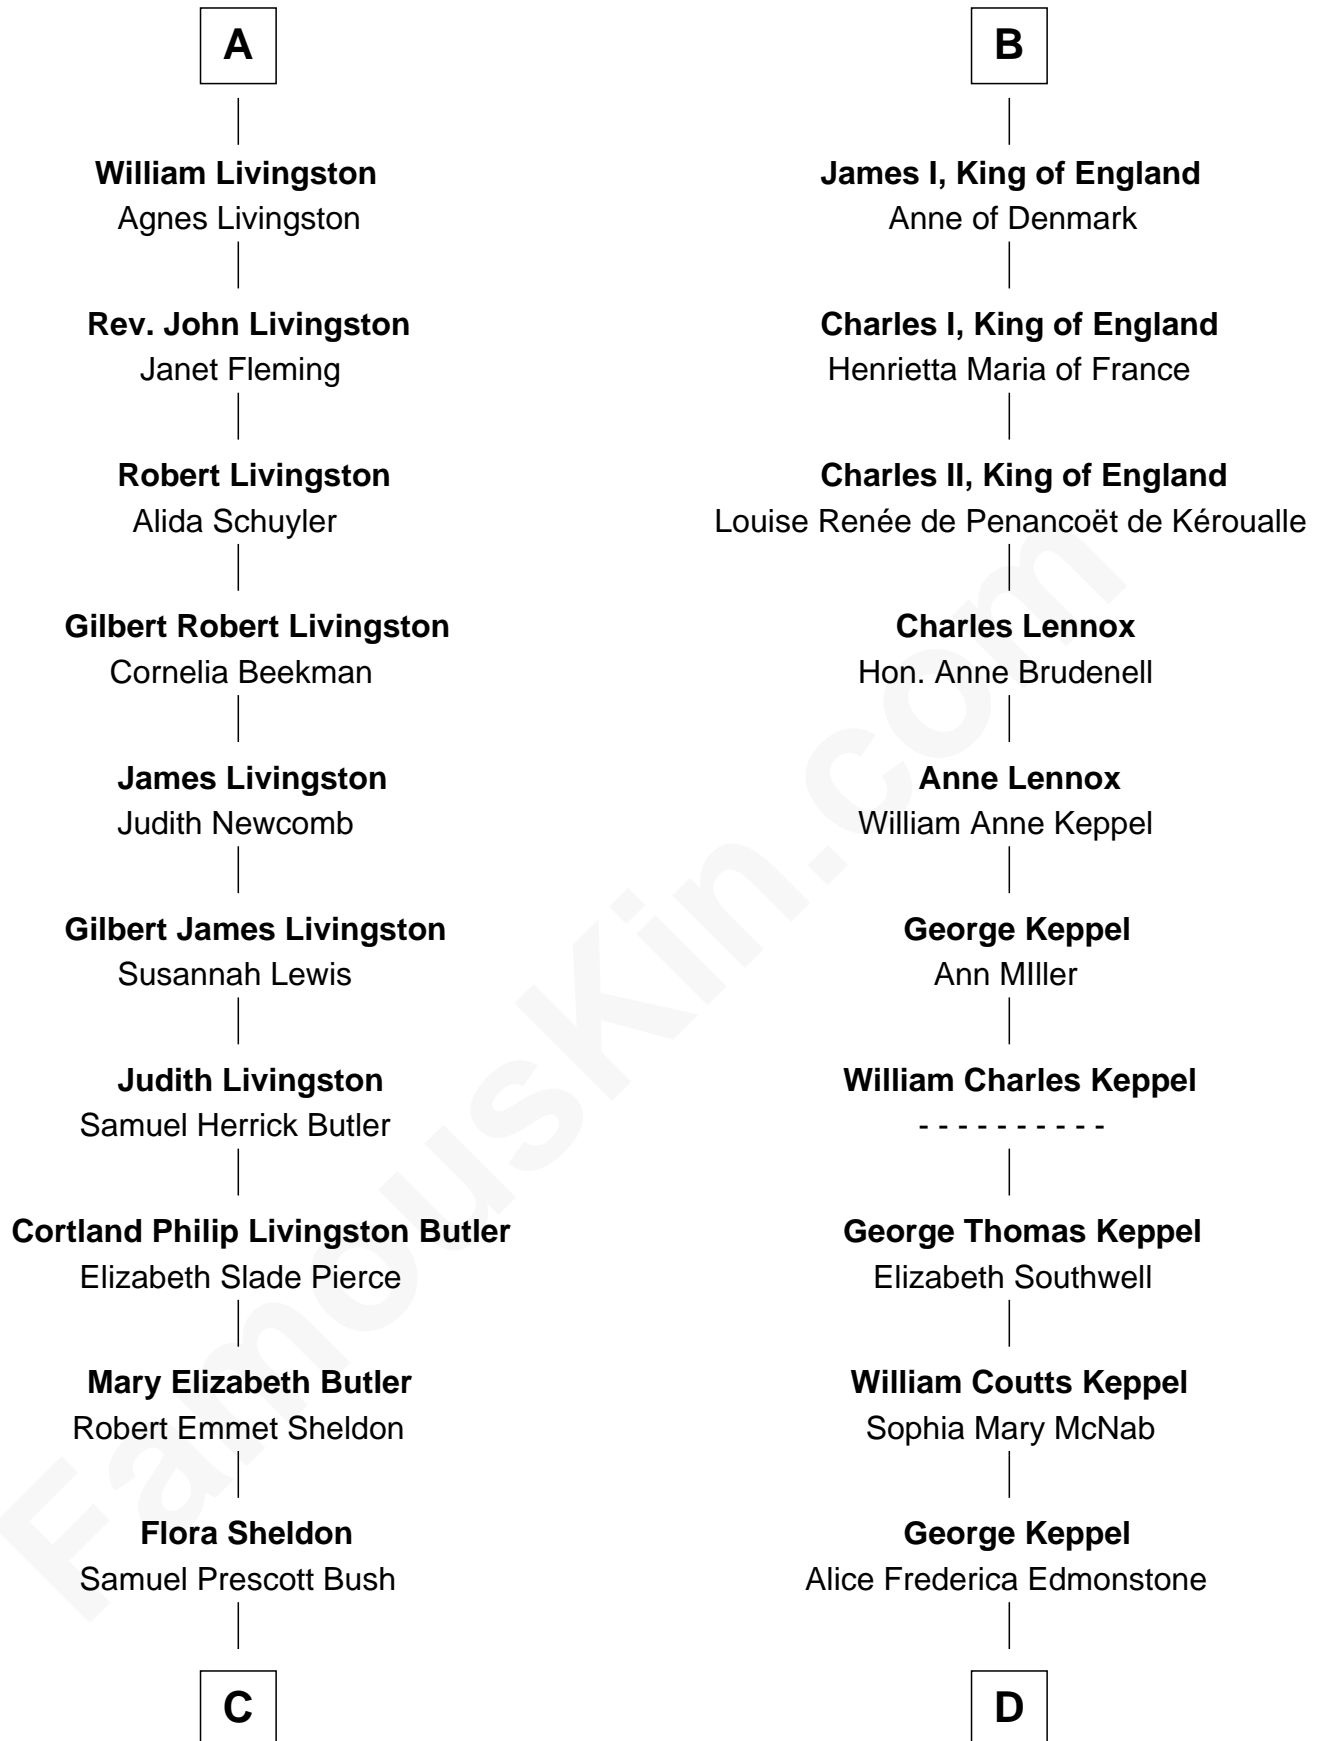 A
William Livingston
Agnes Livingston
Rev. John Livingston
Janet Fleming
Robert Livingston
Alida Schuyler
Gilbert Robert Livingston
Cornelia Beekman
James Livingston
Judith Newcomb
Gilbert James Livingston
Susannah Lewis
Judith Livingston
Samuel Herrick Butler
Cortland Philip Livingston Butler
Elizabeth Slade Pierce
Mary Elizabeth Butler
Robert Emmet Sheldon
Flora Sheldon
Samuel Prescott Bush
C
B
James I, King of England
Anne of Denmark
Charles I, King of England
Henrietta Maria of France
Charles II, King of England
Louise Renée de Penancoët de Kéroualle
Charles Lennox
Hon. Anne Brudenell
Anne Lennox
William Anne Keppel
George Keppel
Ann MIller
William Charles Keppel
- - - - - - - - - -
George Thomas Keppel
Elizabeth Southwell
William Coutts Keppel
Sophia Mary McNab
George Keppel
Alice Frederica Edmonstone
D
FamousKin.com